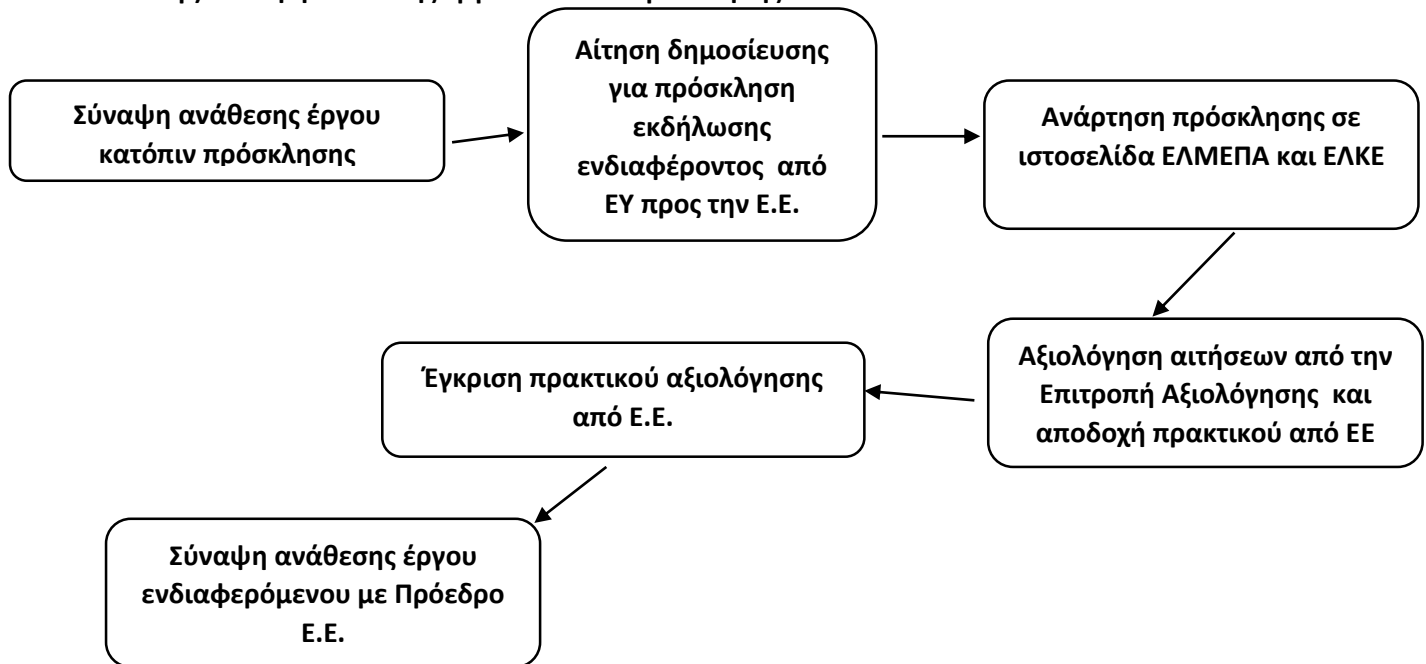 Σύναψη ανάθεσης έργου
κατόπιν πρόσκλησης
Αίτηση δημοσίευσης
για πρόσκληση
εκδήλωσης
ενδιαφέροντος από
ΕΥ προς την Ε.Ε.
Ανάρτηση πρόσκλησης σε
ιστοσελίδα ΕΛΜΕΠΑ και ΕΛΚΕ
Αξιολόγηση αιτήσεων από την
Επιτροπή Αξιολόγησης και
αποδοχή πρακτικού από ΕΕ
Έγκριση πρακτικού αξιολόγησης
από Ε.Ε.
Σύναψη ανάθεσης έργου
ενδιαφερόμενου με Πρόεδρο
Ε.Ε.